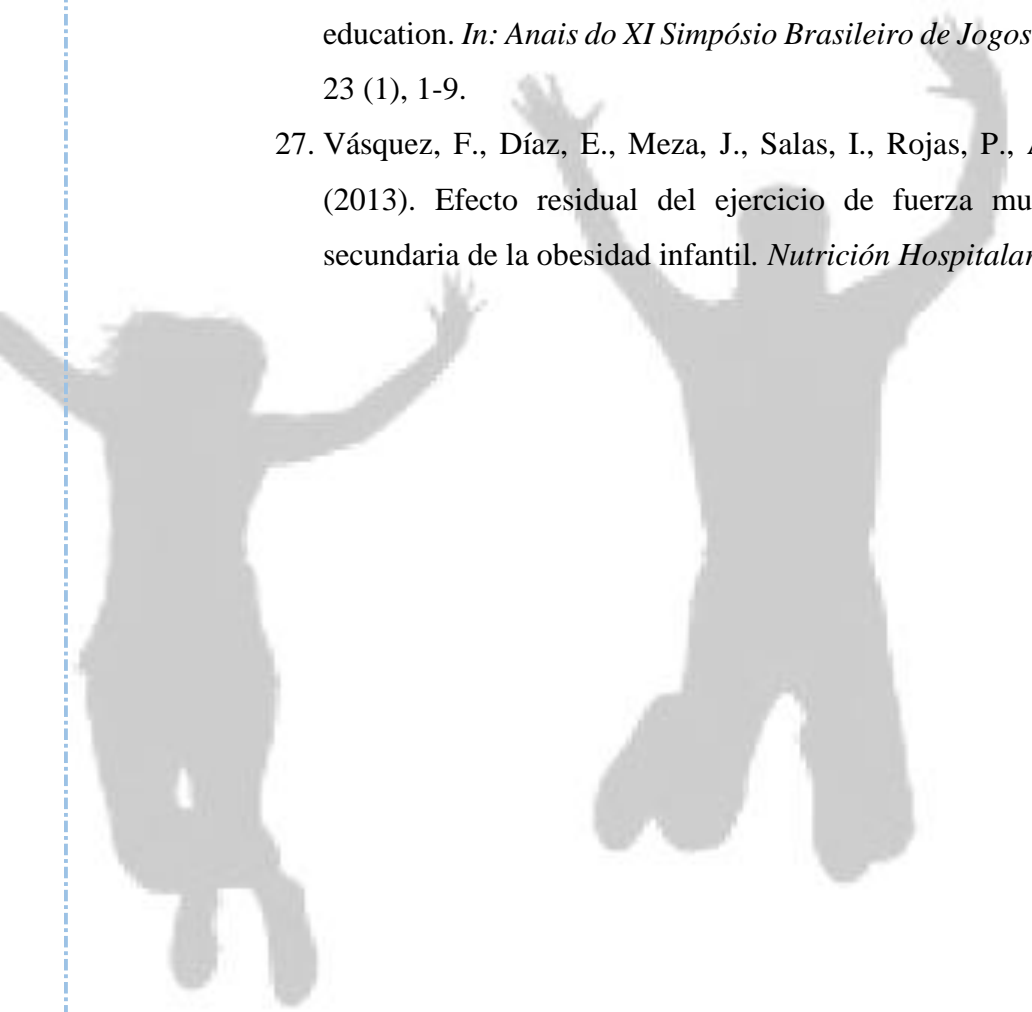 education. In: Anais do XI Simpósio Brasileiro de Jogos
23 (1), 1-9.
27. Vásquez, F., Díaz, E., Meza, J., Salas, I., Rojas, P.,
(2013). Efecto residual del ejercicio de fuerza mu
secundaria de la obesidad infantil. Nutrición Hospitalar